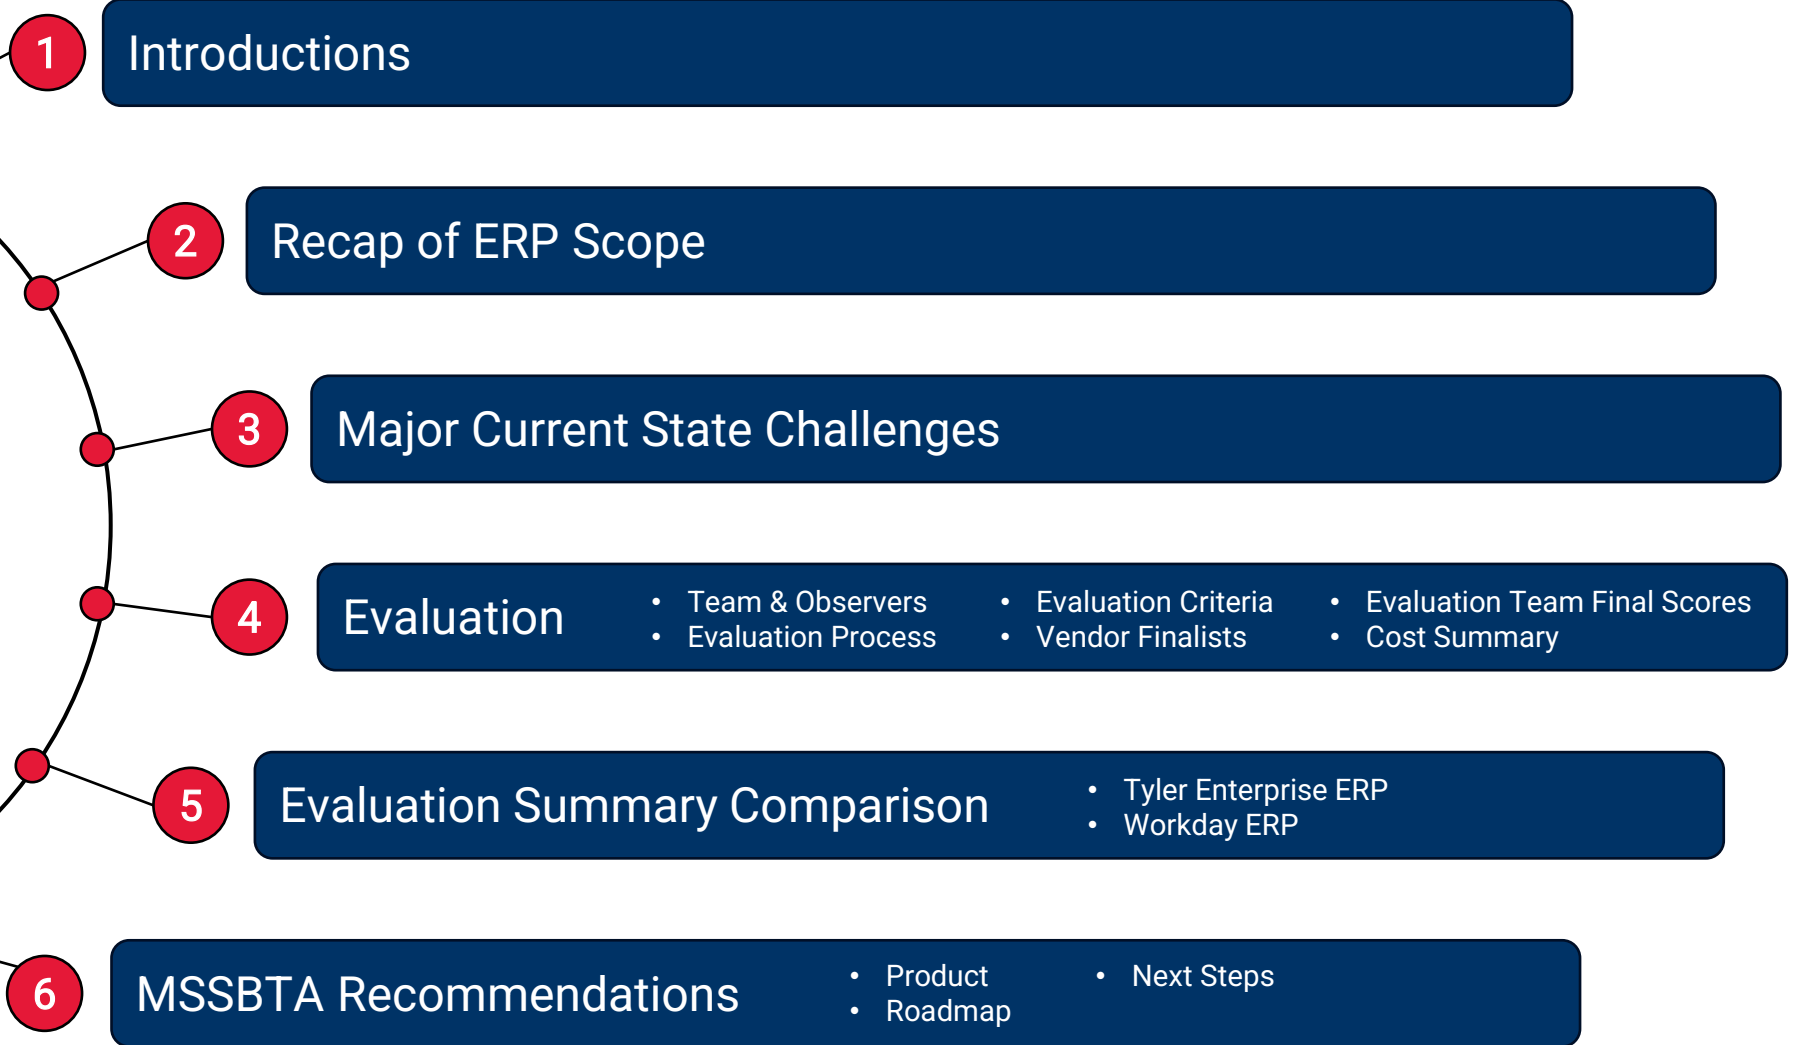 1 Introductions
2 Recap of ERP Scope
3 Major Current State Challenges
4 Evaluation
• Team & Observers
• Evaluation Process
• Evaluation Criteria
• Vendor Finalists
• Evaluation Team Final Scores
• Cost Summary
5 Evaluation Summary Comparison
• Tyler Enterprise ERP
• Workday ERP
6 MSSBTA Recommendations
• Product
• Roadmap
• Next Steps